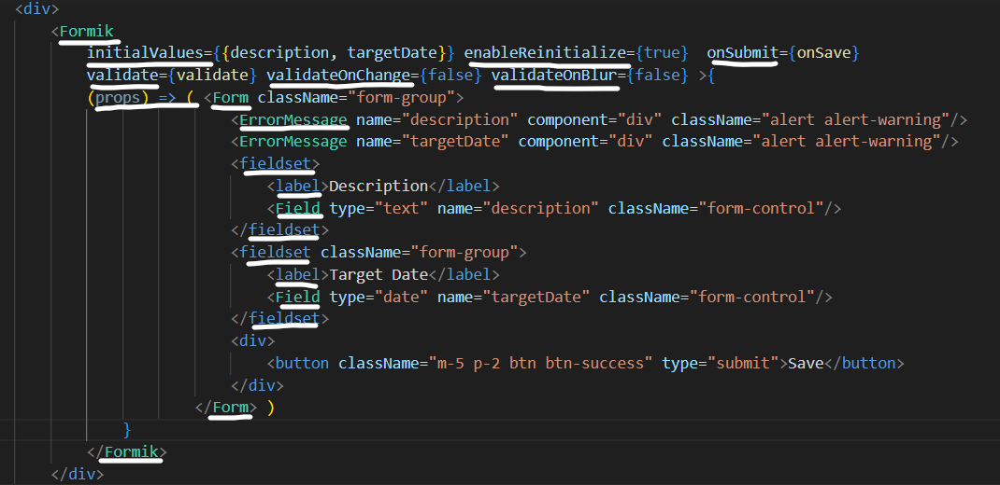 <div>
<Formik
initialValues={{description, targetDate}} enableReinitialize={true}  onSubmit={onSave}
validate={validate} validateOnChange={false} validateOnBlur={false} >{
(props) => ( <Form className="form-group">
<ErrorMessage name="description" component="div" className="alert alert-warning"/>
<ErrorMessage name="targetDate" component="div" className="alert alert-warning"/>
<fieldset>
<label>Description</label>
<Field type="text" name="description" className="form-control"/>
</fieldset>
<fieldset className="form-group">
<label>Target Date</label>
<Field type="date" name="targetDate" className="form-control"/>
</fieldset>
<div>
<button className="m-5 p-2 btn btn-success" type="submit">Save</button>
</div>
</Form> )
}
</Formik>
</div>